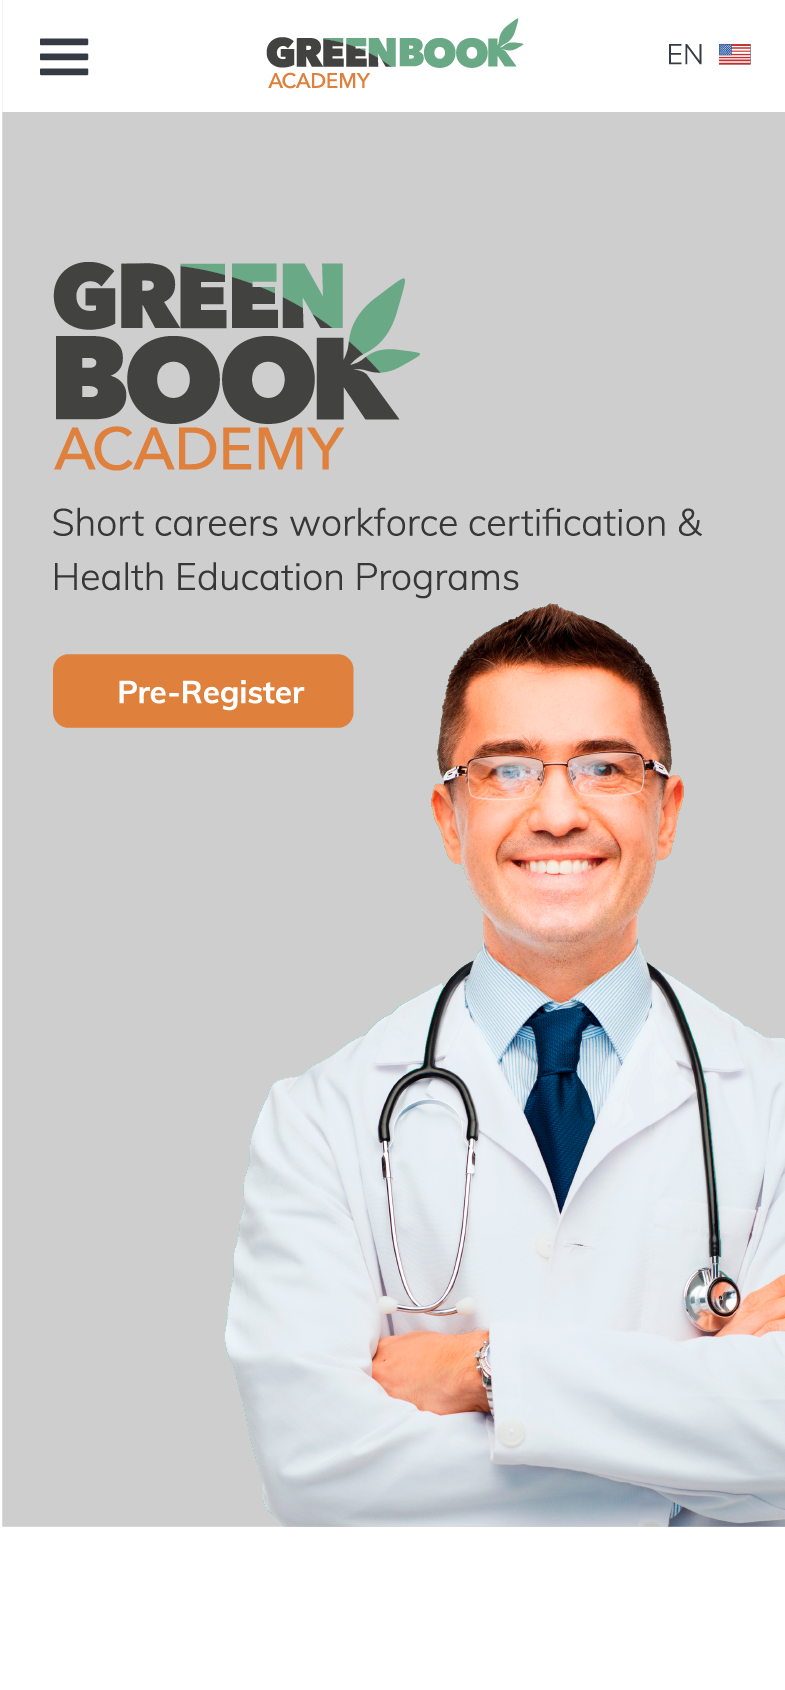 GREENBOOK
ACADEMY
EN
GREEN
BOOK
ACADEMY
Short careers workforce certification &
Health Education Programs
Pre-Register